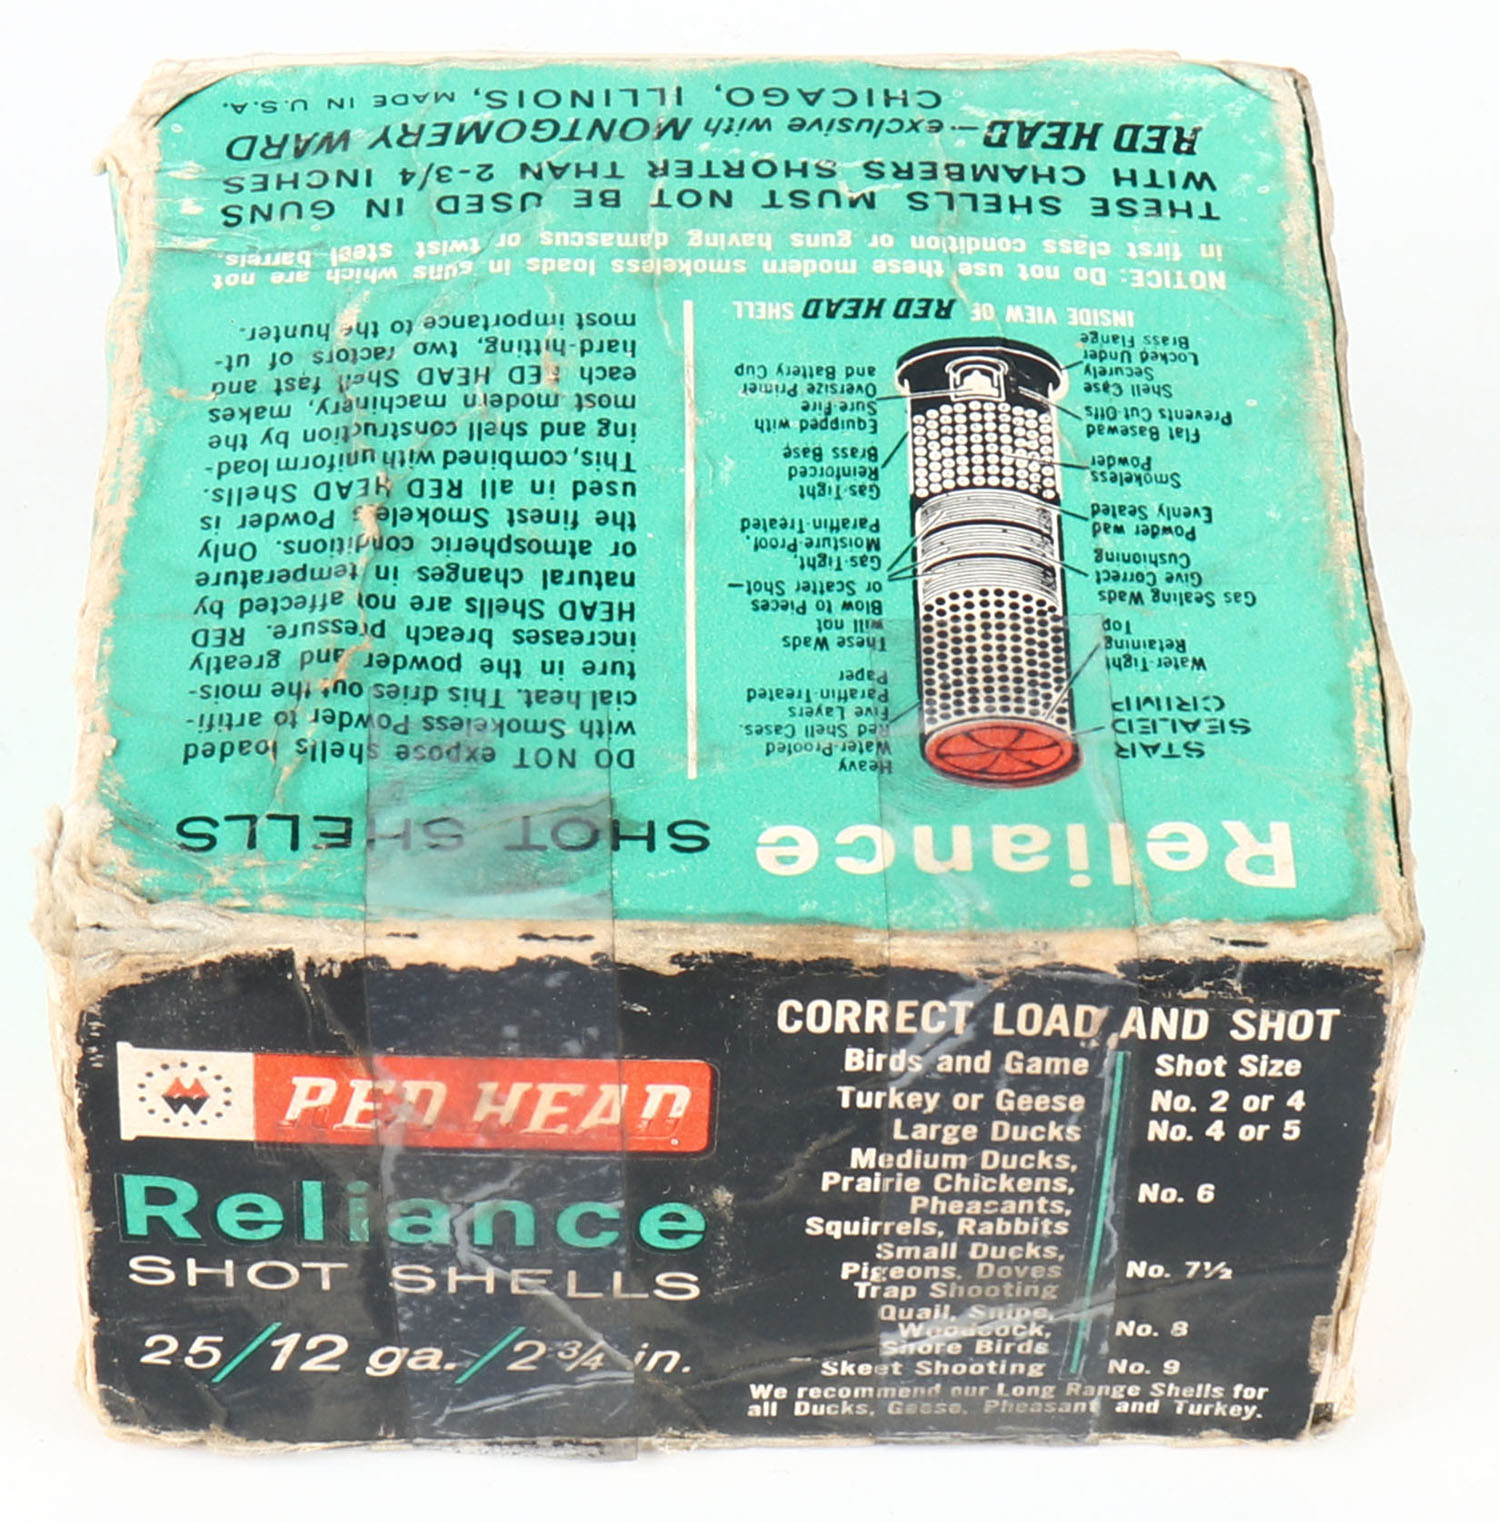 Reliance SHOT SHELLS
DO NOT expose shells loaded
with Smokeless Powder to artifi-
cial heat. This dries out the mois-
ture in the powder and greatly
increases breach pressure. RED
HEAD Shells are not affected by
natural changes in temperature
or atmospheric conditions. Only
the finest Smokeless Powder is
used in all RED HEAD Shells.
This, combined with uniform load-
ing and shell construction by the
most modern machinery, makes
each RED HEAD Shell fast and
hard-hitting, two factors of ut-
most importance to the hunter.
STAR
SEALED
CRIMP
Water-Tight
Retaining
Top
Gas Sealing Wads
Give Correct
Cushioning
Powder wad
Evenly Seated
Smokeless
Powder
Flat Basewad
Prevents Cut-Offs
Shell Case
Securely
Locked Under
Brass Flange
Heavy
Water-Proofed
Red Shell Cases.
Five Layers
Paraffin-Treated
Paper
These Wads
will not
Blow to Pieces
or Scatter Shot—
Gas-Tight,
Moisture-Proof,
Paraffin-Treated
Gas-Tight
Reinforced
Brass Base
Equipped with
Sure-Fire
Oversize Primer
and Battery Cup
INSIDE VIEW OF RED HEAD SHELL
NOTICE: Do not use these modern smokeless loads in guns which are not
in first class condition or guns having damascus or twist steel barrels.
THESE SHELLS MUST NOT BE USED IN GUNS
WITH CHAMBERS SHORTER THAN 2-3/4 INCHES
RED HEAD—exclusive with MONTGOMERY WARD
CHICAGO, ILLINOIS, MADE IN U.S.A.
MW
RED HEAD
Reliance
SHOT SHELLS
25/12 ga./2 3/4 in.
CORRECT LOAD AND SHOT
Birds and Game Shot Size
Turkey or Geese No. 2 or 4
Large Ducks No. 4 or 5
Medium Ducks,
Prairie Chickens,
Pheasants, No. 6
Squirrels, Rabbits
Small Ducks,
Pigeons, Doves No. 7½
Trap Shooting
Quail, Snipe,
Woodcock, No. 8
Shore Birds
Skeet Shooting No. 9
We recommend our Long Range Shells for
all Ducks, Geese, Pheasant and Turkey.